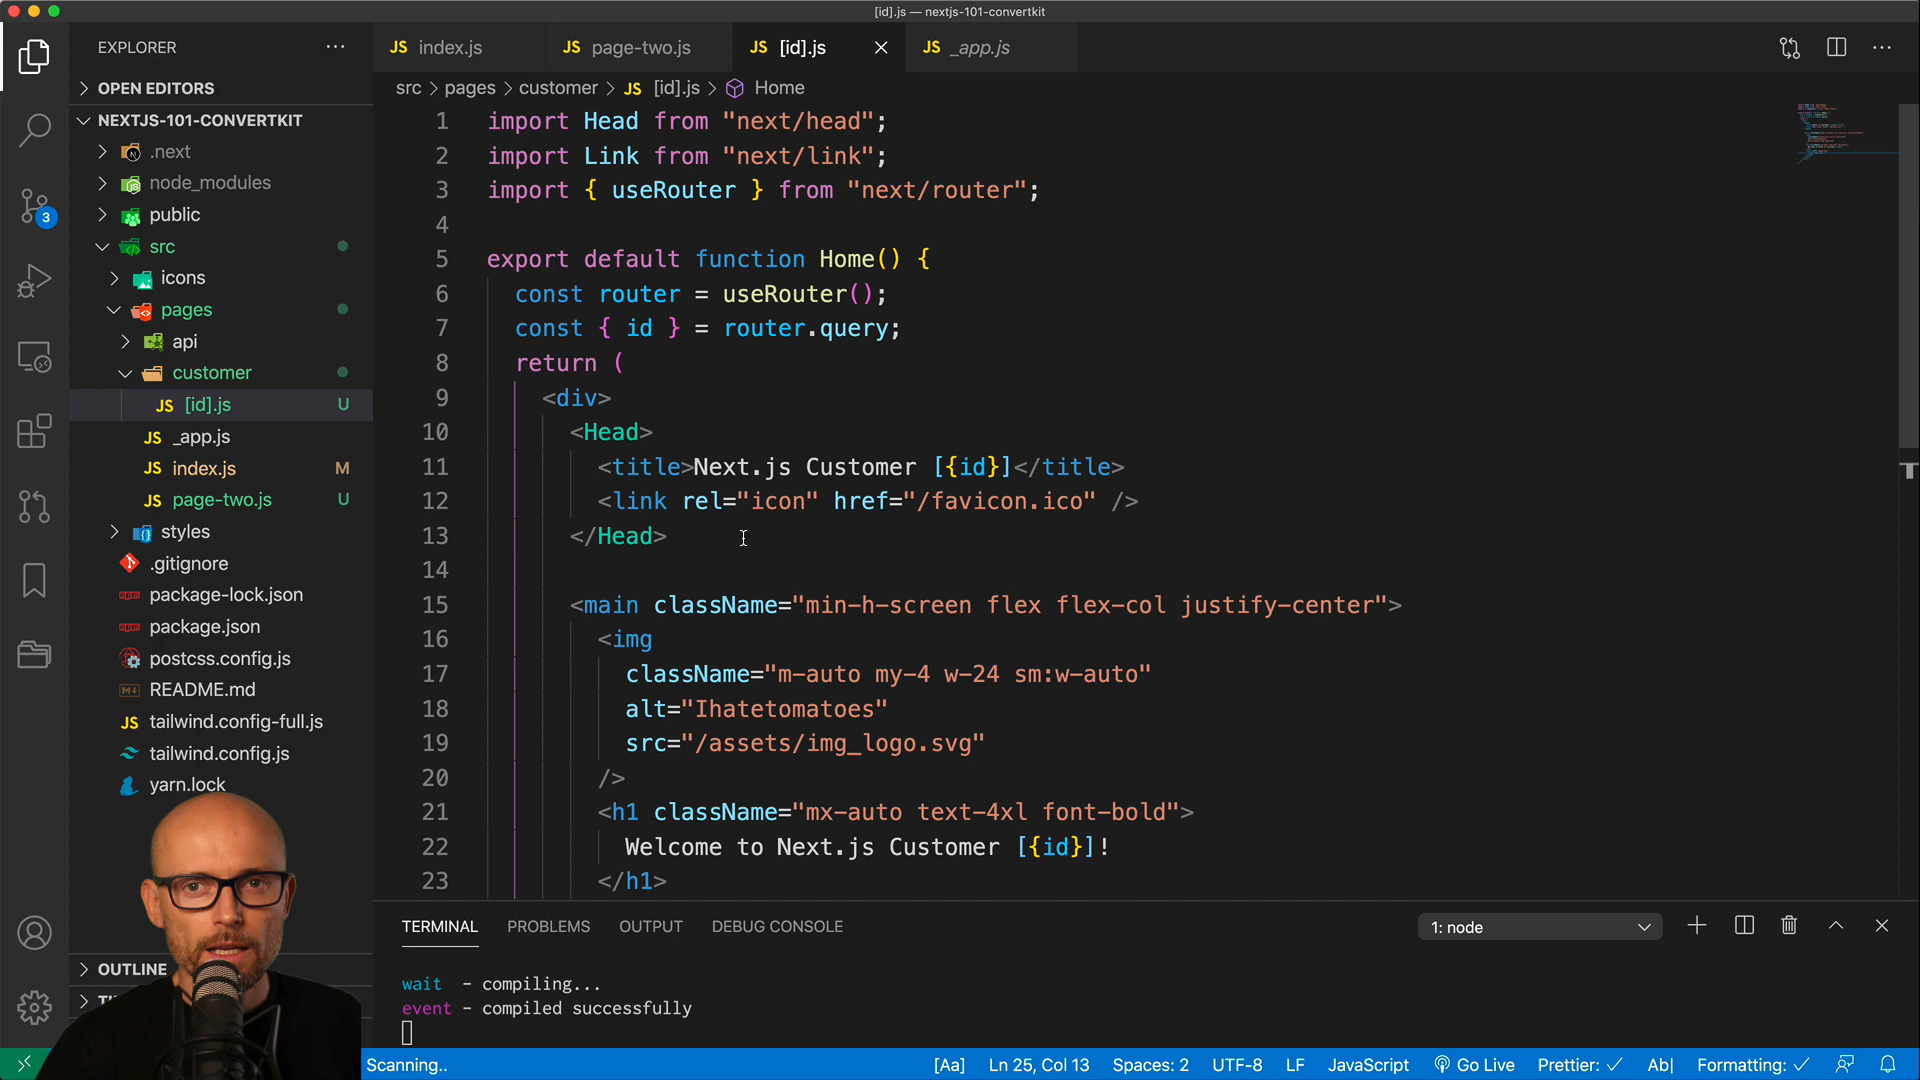 [id].js — nextjs-101-convertkit
EXPLORER
JS index.js
JS page-two.js
JS [id].js
JS _app.js
OPEN EDITORS
src > pages > customer > JS [id].js > Home
NEXTJS-101-CONVERTKIT
.next
node_modules
public
src
icons
pages
api
customer
JS [id].js U
JS _app.js
JS index.js M
JS page-two.js U
styles
.gitignore
package-lock.json
package.json
postcss.config.js
README.md
JS tailwind.config-full.js
tailwind.config.js
yarn.lock
OUTLINE
3
1 import Head from "next/head";
2 import Link from "next/link";
3 import { useRouter } from "next/router";
4
5 export default function Home() {
6 const router = useRouter();
7 const { id } = router.query;
8 return (
9 <div>
10 <Head>
11 <title>Next.js Customer [{id}]</title>
12 <link rel="icon" href="/favicon.ico" />
13 </Head>
14
15 <main className="min-h-screen flex flex-col justify-center">
16 <img
17 className="m-auto my-4 w-24 sm:w-auto"
18 alt="Ihatetomatoes"
19 src="/assets/img_logo.svg"
20 />
21 <h1 className="mx-auto text-4xl font-bold">
22 Welcome to Next.js Customer [{id}]!
23 </h1>
TERMINAL PROBLEMS OUTPUT DEBUG CONSOLE 1: node
wait - compiling...
event - compiled successfully
Scanning.. [Aa] Ln 25, Col 13 Spaces: 2 UTF-8 LF JavaScript Go Live Prettier: ✓ Ab| Formatting: ✓